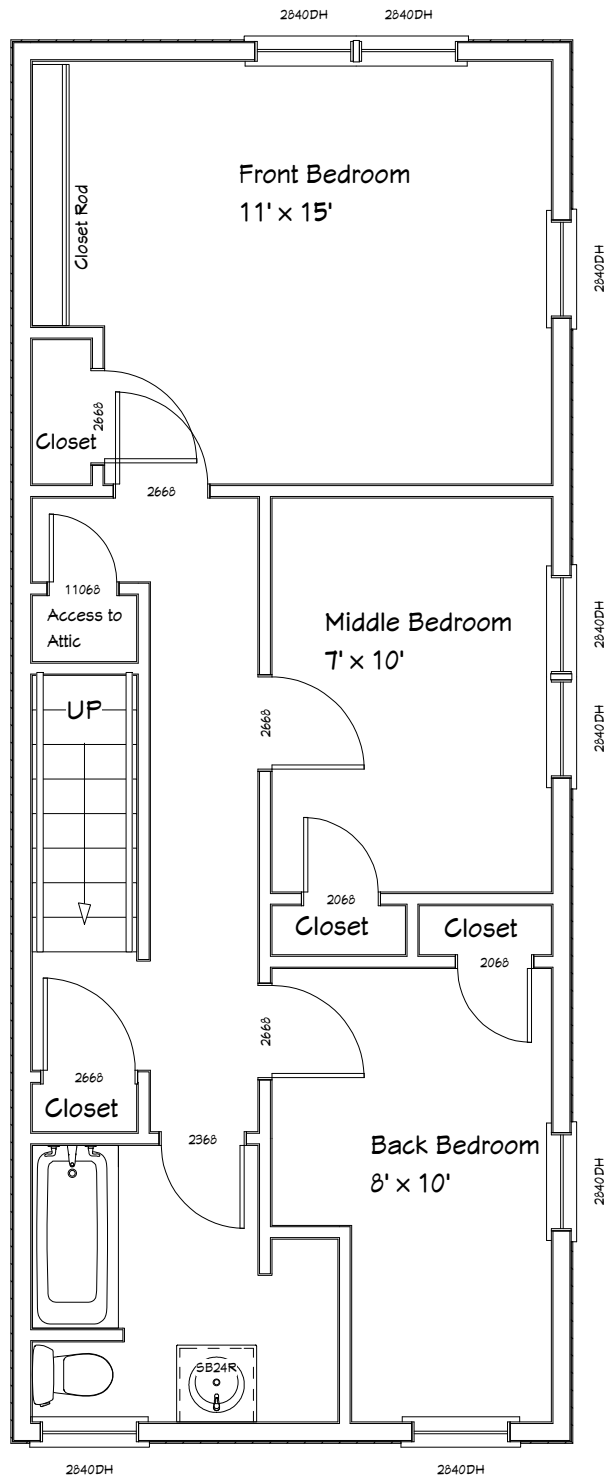 2840DH 2840DH
Front Bedroom
11' x 15'
Closet Rod
2840DH
2668
Closet
2668
11068
Access to
Attic
Middle Bedroom
7' x 10'
2840DH
2840DH
UP
2668
2068
Closet
Closet
2068
2668
2668
Closet
2368
Back Bedroom
8' x 10'
2840DH
SB24R
2840DH
2840DH